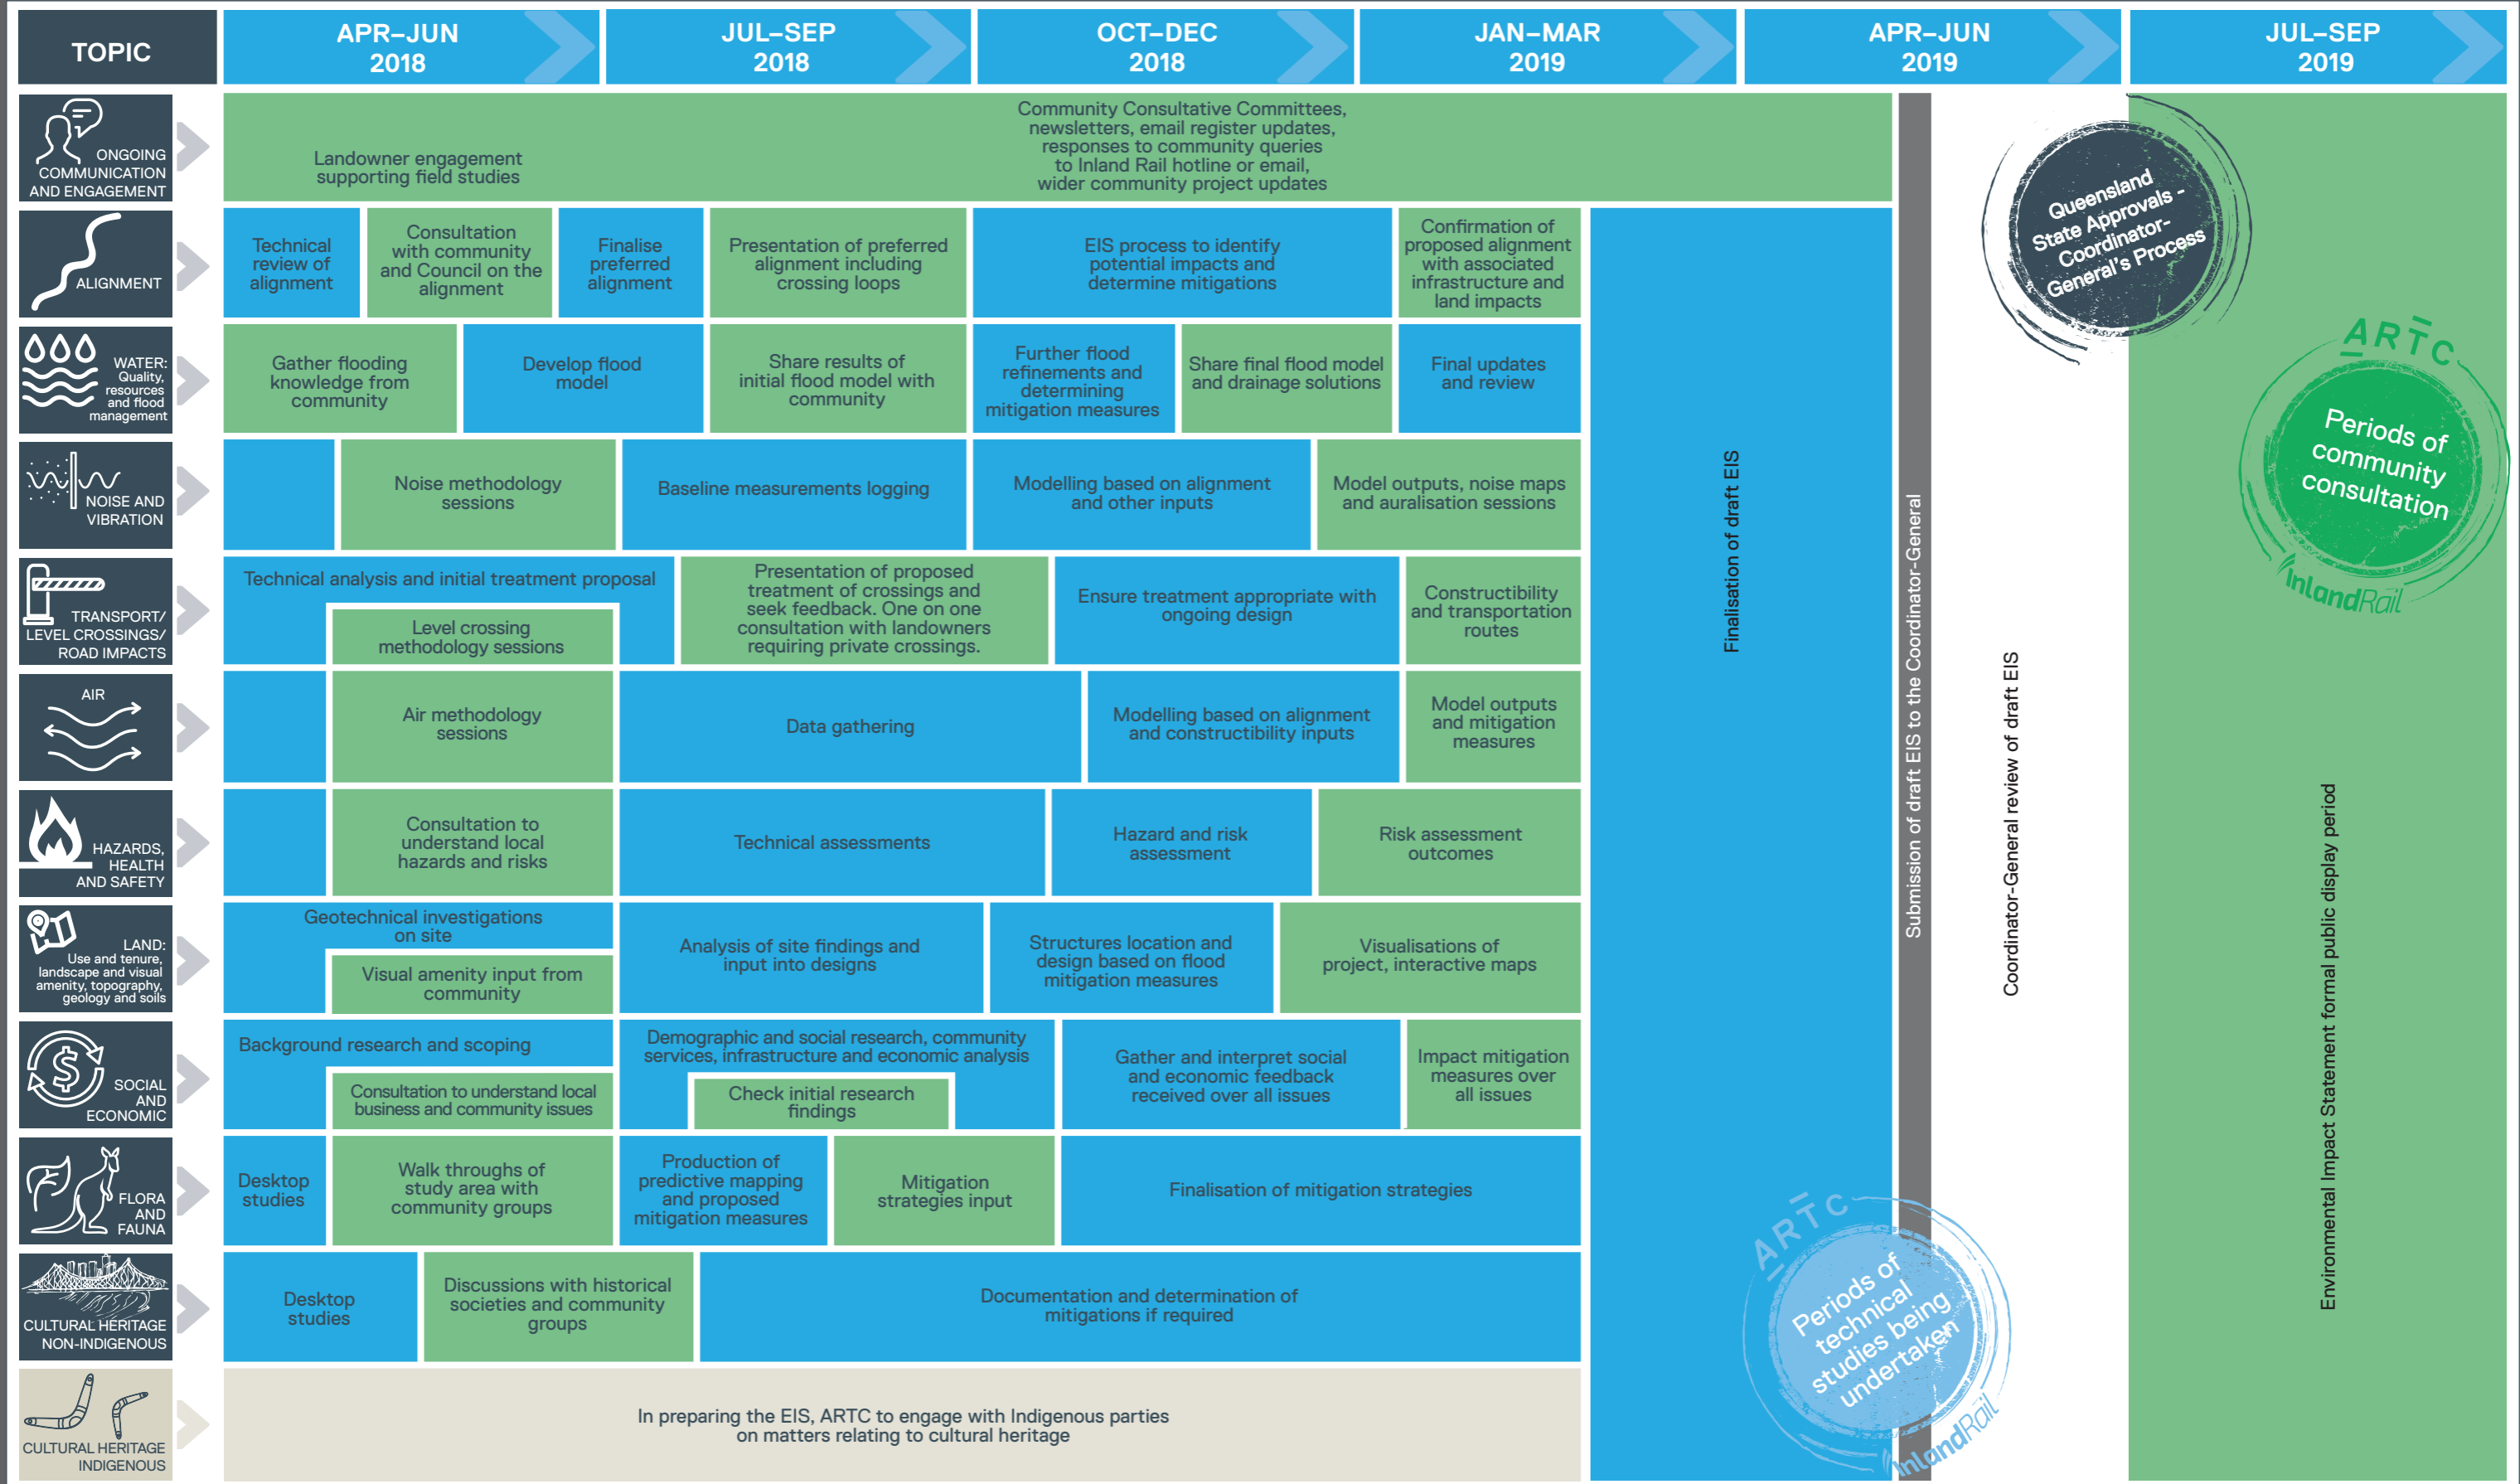 TOPIC
APR–JUN
2018
JUL–SEP
2018
OCT–DEC
2018
JAN–MAR
2019
APR–JUN
2019
JUL–SEP
2019
ONGOING
COMMUNICATION
AND ENGAGEMENT
Landowner engagement
supporting field studies
Community Consultative Committees,
newsletters, email register updates,
responses to community queries
to Inland Rail hotline or email,
wider community project updates
ALIGNMENT
Technical
review of
alignment
Consultation
with community
and Council on the
alignment
Finalise
preferred
alignment
Presentation of preferred
alignment including
crossing loops
EIS process to identify
potential impacts and
determine mitigations
Confirmation of
proposed alignment
with associated
infrastructure and
land impacts
WATER:
Quality,
resources
and flood
management
Gather flooding
knowledge from
community
Develop flood
model
Share results of
initial flood model with
community
Further flood
refinements and
determining
mitigation measures
Share final flood model
and drainage solutions
Final updates
and review
NOISE AND
VIBRATION
Noise methodology
sessions
Baseline measurements logging
Modelling based on alignment
and other inputs
Model outputs, noise maps
and auralisation sessions
TRANSPORT/
LEVEL CROSSINGS/
ROAD IMPACTS
Technical analysis and initial treatment proposal
Level crossing
methodology sessions
Presentation of proposed
treatment of crossings and
seek feedback. One on one
consultation with landowners
requiring private crossings.
Ensure treatment appropriate with
ongoing design
Constructibility
and transportation
routes
AIR
Air methodology
sessions
Data gathering
Modelling based on alignment
and constructibility inputs
Model outputs
and mitigation
measures
HAZARDS,
HEALTH
AND SAFETY
Consultation to
understand local
hazards and risks
Technical assessments
Hazard and risk
assessment
Risk assessment
outcomes
LAND:
Use and tenure,
landscape and visual
amenity, topography,
geology and soils
Geotechnical investigations
on site
Visual amenity input from
community
Analysis of site findings and
input into designs
Structures location and
design based on flood
mitigation measures
Visualisations of
project, interactive maps
SOCIAL
AND
ECONOMIC
Background research and scoping
Consultation to understand local
business and community issues
Demographic and social research, community
services, infrastructure and economic analysis
Check initial research
findings
Gather and interpret social
and economic feedback
received over all issues
Impact mitigation
measures over
all issues
FLORA
AND
FAUNA
Desktop
studies
Walk throughs of
study area with
community groups
Production of
predictive mapping
and proposed
mitigation measures
Mitigation
strategies input
Finalisation of mitigation strategies
CULTURAL HERITAGE
NON-INDIGENOUS
Desktop
studies
Discussions with historical
societies and community
groups
Documentation and determination of
mitigations if required
CULTURAL HERITAGE
INDIGENOUS
In preparing the EIS, ARTC to engage with Indigenous parties
on matters relating to cultural heritage
Finalisation of draft EIS
Submission of draft EIS to the Coordinator-General
Coordinator-General review of draft EIS
Environmental Impact Statement formal public display period
Queensland
State Approvals -
Coordinator-
General's Process
ARTC
Periods of
community
consultation
InlandRail
ARTC
Periods of
technical
studies being
undertaken
InlandRail